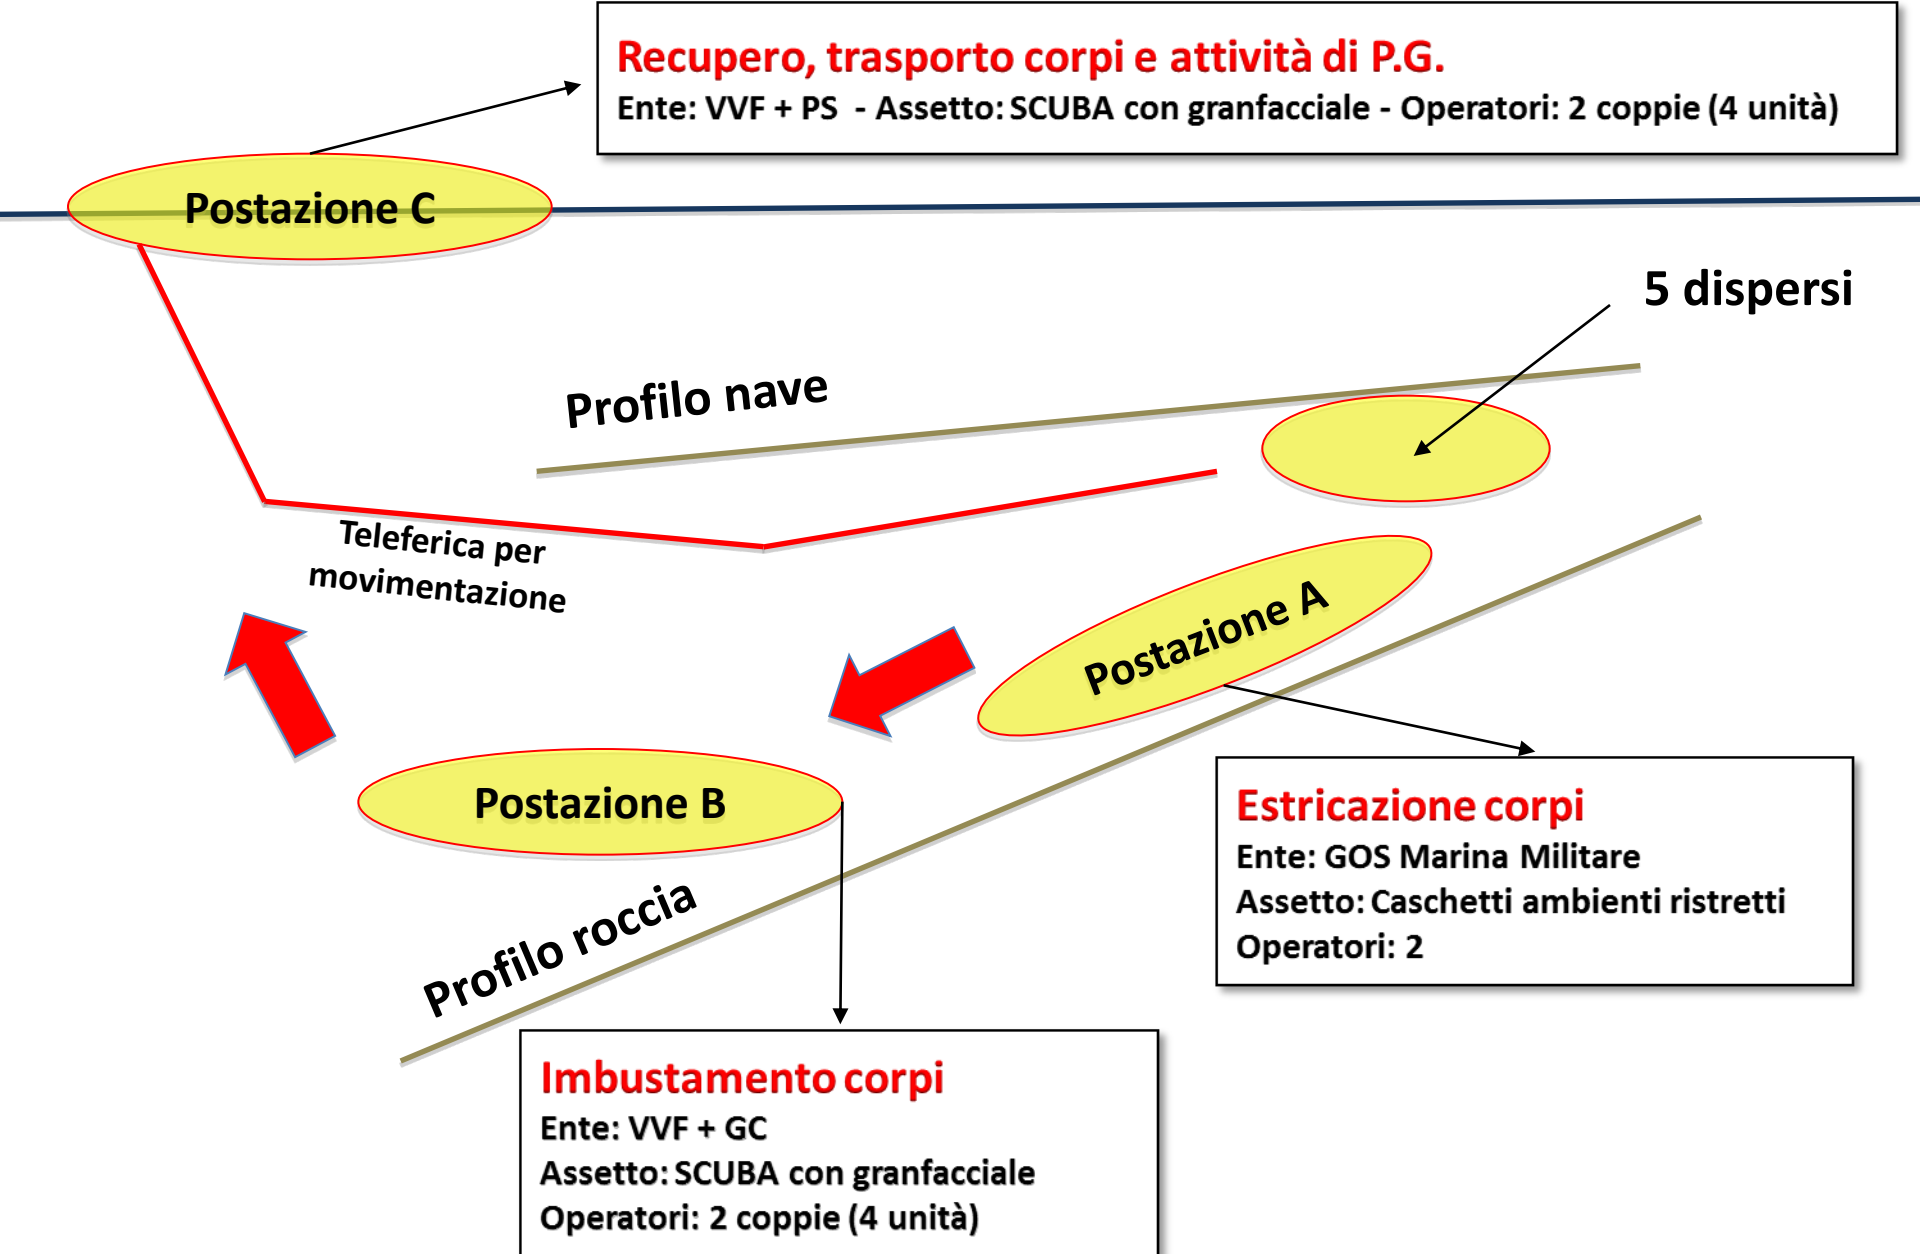 Recupero, trasporto corpi e attività di P.G.
Ente: VVF + PS - Assetto: SCUBA con granfacciale - Operatori: 2 coppie (4 unità)
Postazione C
5 dispersi
Profilo nave
Teleferica per
movimentazione
Postazione A
Postazione B
Estricazione corpi
Ente: GOS Marina Militare
Assetto: Caschetti ambienti ristretti
Operatori: 2
Profilo roccia
Imbustamento corpi
Ente: VVF + GC
Assetto: SCUBA con granfacciale
Operatori: 2 coppie (4 unità)